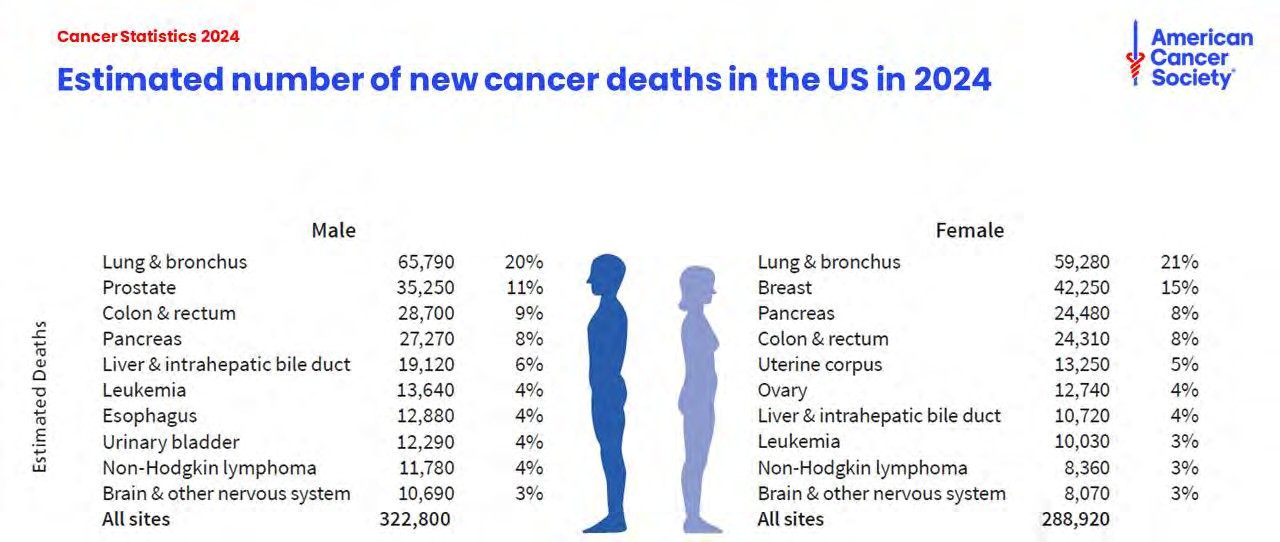 Cancer Statistics 2024
Estimated number of new cancer deaths in the US in 2024
American
Cancer
Society®
Estimated Deaths
Male
Lung & bronchus 65,790 20%
Prostate 35,250 11%
Colon & rectum 28,700 9%
Pancreas 27,270 8%
Liver & intrahepatic bile duct 19,120 6%
Leukemia 13,640 4%
Esophagus 12,880 4%
Urinary bladder 12,290 4%
Non-Hodgkin lymphoma 11,780 4%
Brain & other nervous system 10,690 3%
All sites 322,800
Female
Lung & bronchus 59,280 21%
Breast 42,250 15%
Pancreas 24,480 8%
Colon & rectum 24,310 8%
Uterine corpus 13,250 5%
Ovary 12,740 4%
Liver & intrahepatic bile duct 10,720 4%
Leukemia 10,030 3%
Non-Hodgkin lymphoma 8,360 3%
Brain & other nervous system 8,070 3%
All sites 288,920